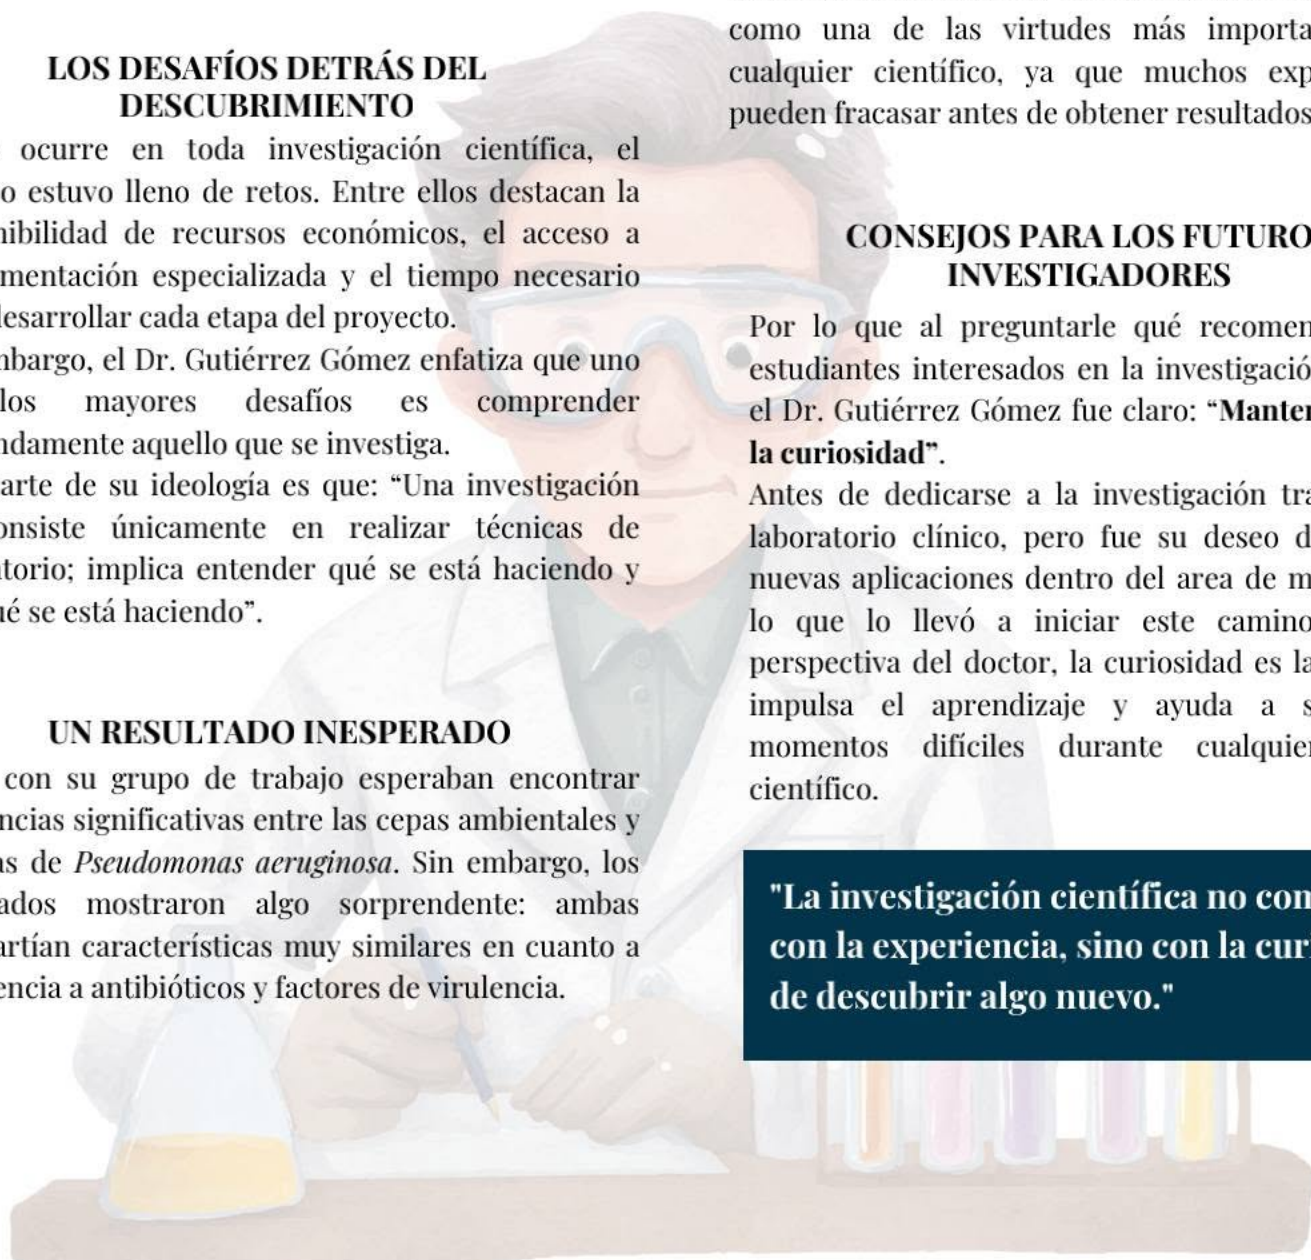 LOS DESAFÍOS DETRÁS DEL
DESCUBRIMIENTO
ocurre en toda investigación científica, el
o estuvo lleno de retos. Entre ellos destacan la
nibilidad de recursos económicos, el acceso a
mentación especializada y el tiempo necesario
desarrollar cada etapa del proyecto.
mbargo, el Dr. Gutiérrez Gómez enfatiza que uno
los mayores desafíos es comprender
ndamente aquello que se investiga.
arte de su ideología es que: “Una investigación
onsiste únicamente en realizar técnicas de
atorio; implica entender qué se está haciendo y
ué se está haciendo”.
UN RESULTADO INESPERADO
con su grupo de trabajo esperaban encontrar
ncias significativas entre las cepas ambientales y
as de Pseudomonas aeruginosa. Sin embargo, los
ados mostraron algo sorprendente: ambas
artían características muy similares en cuanto a
encia a antibióticos y factores de virulencia.
como una de las virtudes más importa
cualquier científico, ya que muchos exp
pueden fracasar antes de obtener resultados
CONSEJOS PARA LOS FUTURO
INVESTIGADORES
Por lo que al preguntarle qué recomen
estudiantes interesados en la investigació
el Dr. Gutiérrez Gómez fue claro: “Mante
la curiosidad”.
Antes de dedicarse a la investigación tra
laboratorio clínico, pero fue su deseo d
nuevas aplicaciones dentro del area de m
lo que lo llevó a iniciar este camino
perspectiva del doctor, la curiosidad es la
impulsa el aprendizaje y ayuda a s
momentos difíciles durante cualquier
científico.
"La investigación científica no com
con la experiencia, sino con la curi
de descubrir algo nuevo."